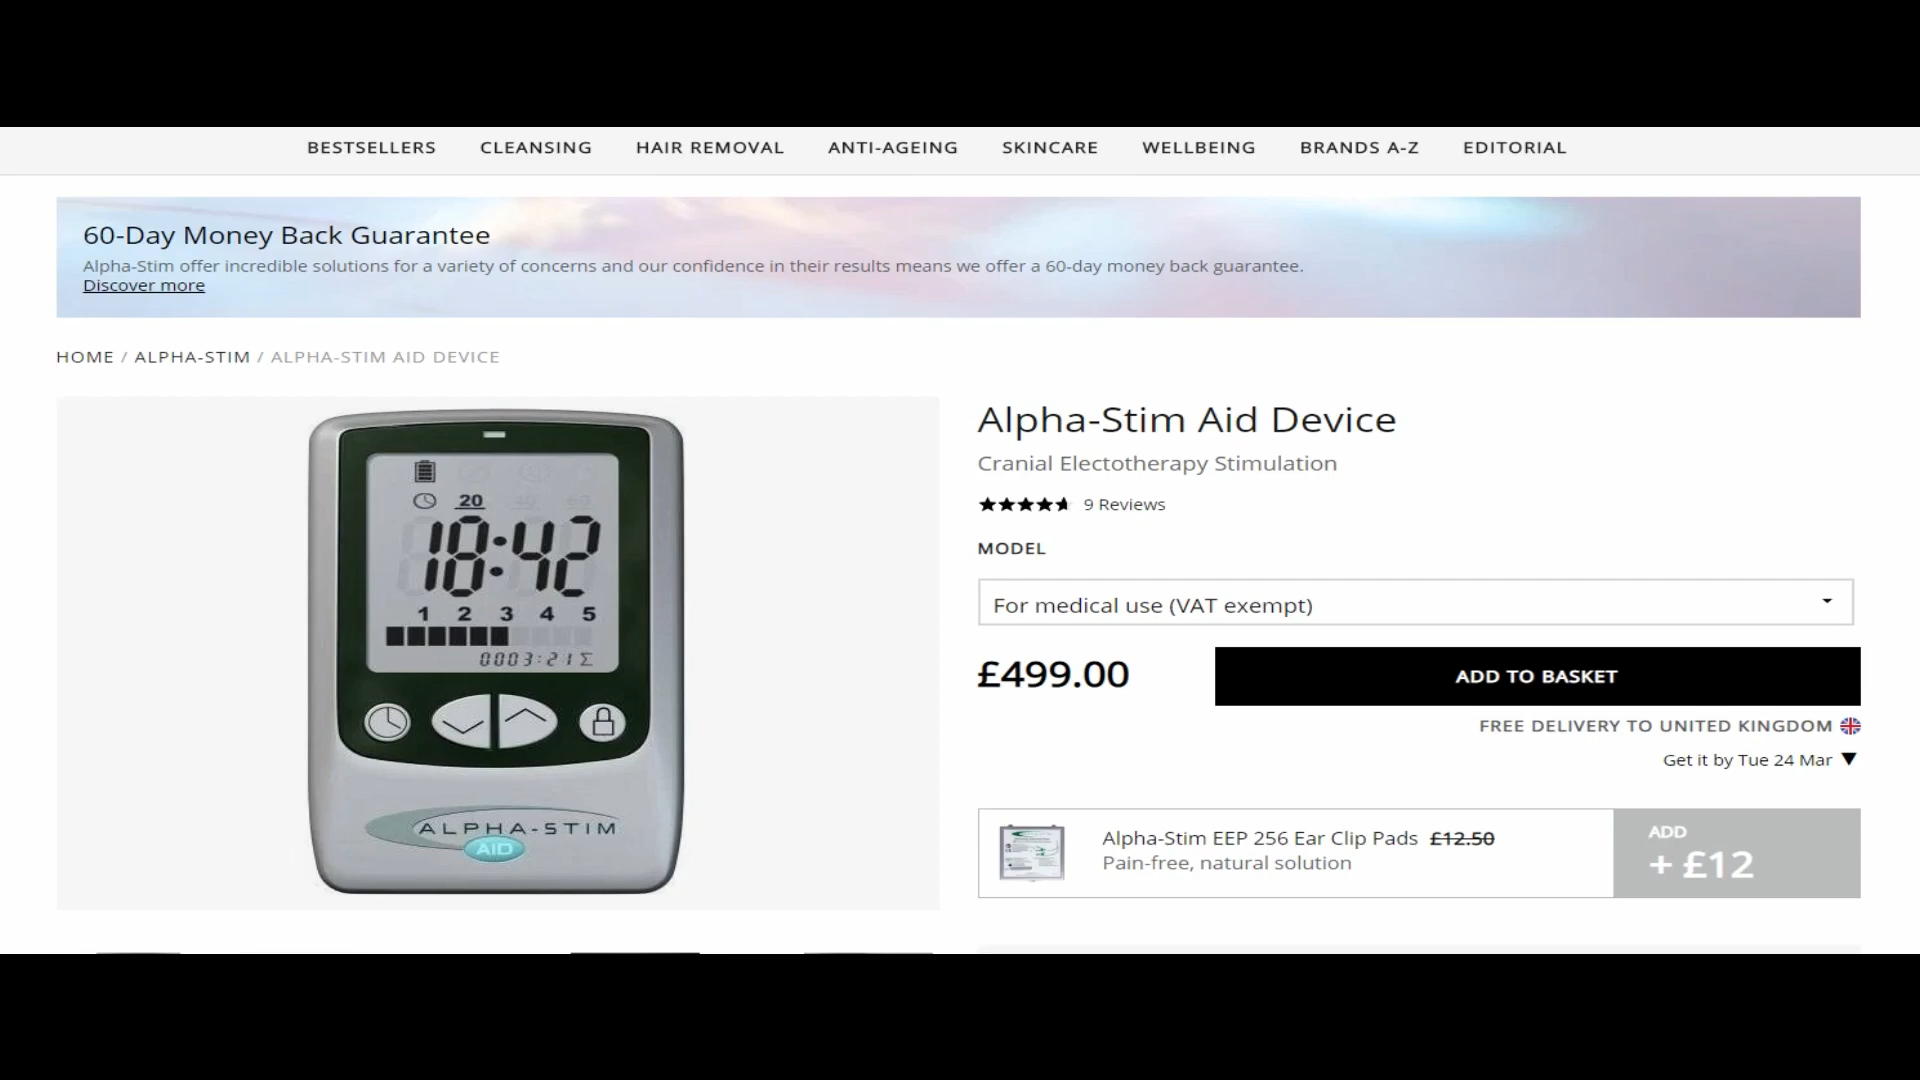 BESTSELLERS CLEANSING HAIR REMOVAL ANTI-AGEING SKINCARE WELLBEING BRANDS A-Z EDITORIAL
60-Day Money Back Guarantee
Alpha-Stim offer incredible solutions for a variety of concerns and our confidence in their results means we offer a 60-day money back guarantee.
Discover more
HOME / ALPHA-STIM / ALPHA-STIM AID DEVICE
20
18:42
1 2 3 4 5
0003:21Σ
ALPHA-STIM
AID
Alpha-Stim Aid Device
Cranial Electotherapy Stimulation
9 Reviews
MODEL
For medical use (VAT exempt)
£499.00
ADD TO BASKET
FREE DELIVERY TO UNITED KINGDOM
Get it by Tue 24 Mar ▼
Alpha-Stim EEP 256 Ear Clip Pads £12.50
Pain-free, natural solution
ADD
+ £12